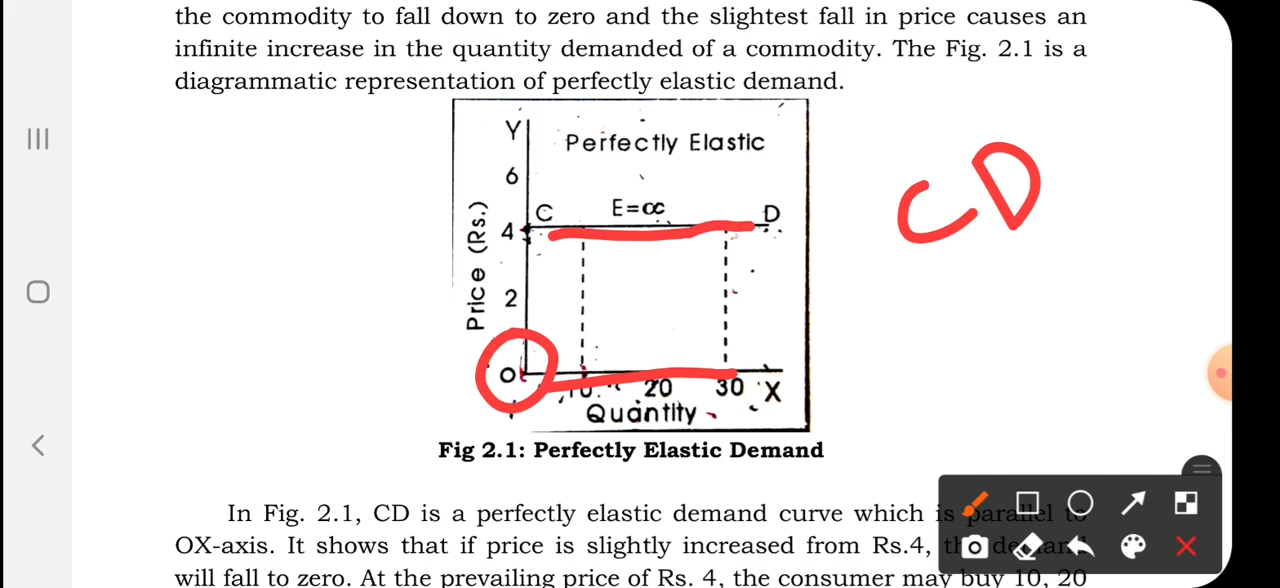 the commodity to fall down to zero and the slightest fall in price causes an
infinite increase in the quantity demanded of a commodity. The Fig. 2.1 is a
diagrammatic representation of perfectly elastic demand.
Y
Perfectly Elastic
6
C
E=∝
D
4
CD
Price (Rs.)
2
O
20
30
X
Quantity
Fig 2.1: Perfectly Elastic Demand
In Fig. 2.1, CD is a perfectly elastic demand curve which is parallel to
OX-axis. It shows that if price is slightly increased from Rs.4,
will fall to zero. At the prevailing price of Rs. 4, the consumer may buy 10, 20